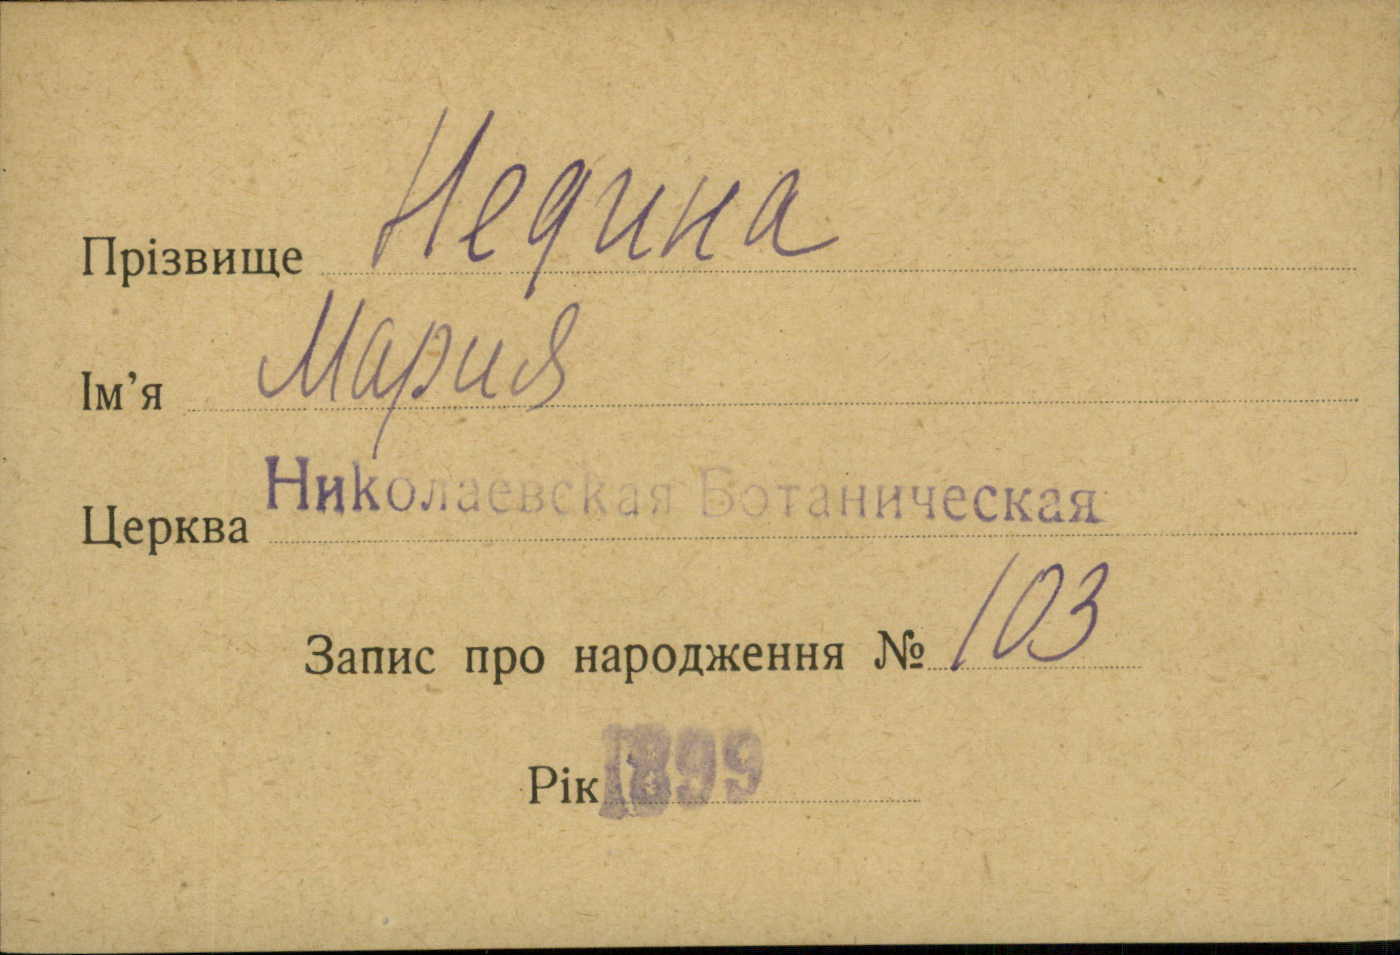 Прізвище Недина
Ім'я Мария
Церква Николаевская Ботаническая
Запис про народження № 103
Рік 1899